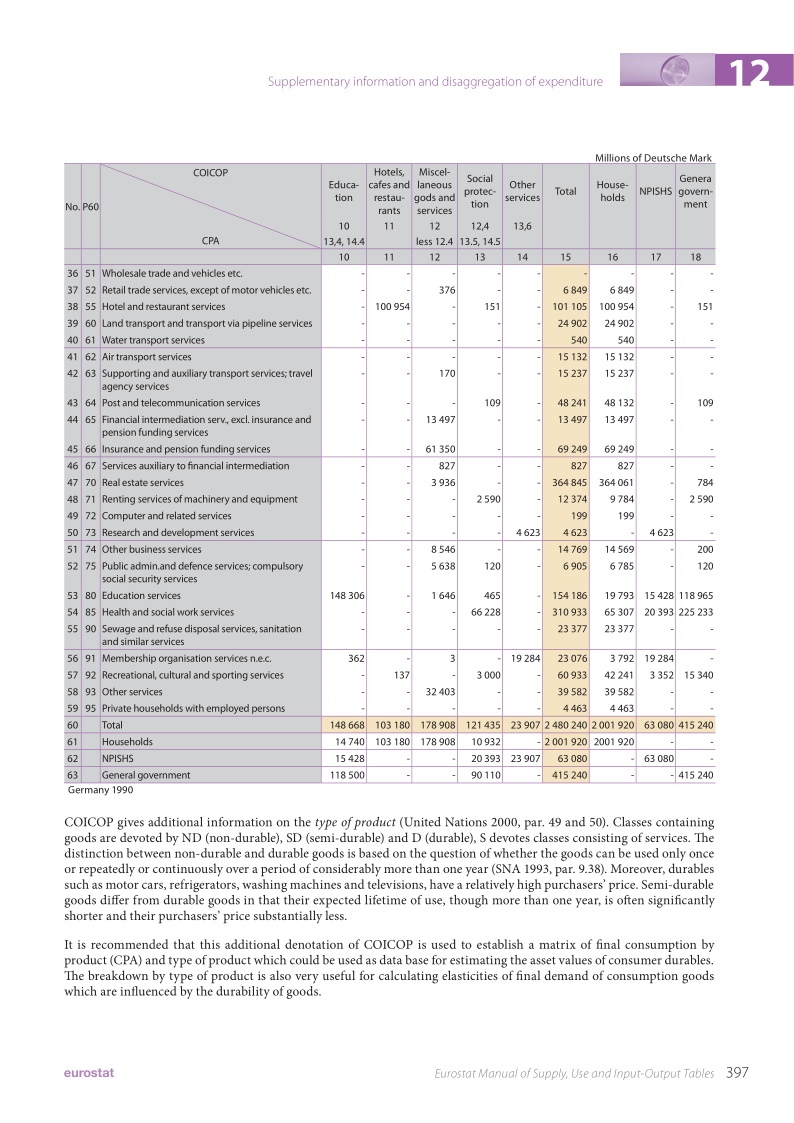 Supplementary information and disaggregation of expenditure
12
Millions of Deutsche Mark
No. P60 COICOP CPA Educa-tion Hotels, cafes and restau-rants Miscel-laneous gods and services Social protec-tion Other services Total House-holds NPISHS Genera govern-ment
10 11 12 12,4 13,6
13,4, 14.4 less 12.4 13.5, 14.5
10 11 12 13 14 15 16 17 18
36 51 Wholesale trade and vehicles etc. - - - - - - - - -
37 52 Retail trade services, except of motor vehicles etc. - - 376 - - 6 849 6 849 - -
38 55 Hotel and restaurant services - 100 954 - 151 - 101 105 100 954 - 151
39 60 Land transport and transport via pipeline services - - - - - 24 902 24 902 - -
40 61 Water transport services - - - - - 540 540 - -
41 62 Air transport services - - - - - 15 132 15 132 - -
42 63 Supporting and auxiliary transport services; travel - - 170 - - 15 237 15 237 - -
agency services
43 64 Post and telecommunication services - - - 109 - 48 241 48 132 - 109
44 65 Financial intermediation serv., excl. insurance and - - 13 497 - - 13 497 13 497 - -
pension funding services
45 66 Insurance and pension funding services - - 61 350 - - 69 249 69 249 - -
46 67 Services auxiliary to financial intermediation - - 827 - - 827 827 - -
47 70 Real estate services - - 3 936 - - 364 845 364 061 - 784
48 71 Renting services of machinery and equipment - - - 2 590 - 12 374 9 784 - 2 590
49 72 Computer and related services - - - - - 199 199 - -
50 73 Research and development services - - - - 4 623 4 623 - 4 623 -
51 74 Other business services - - 8 546 - - 14 769 14 569 - 200
52 75 Public admin.and defence services; compulsory - - 5 638 120 - 6 905 6 785 - 120
social security services
53 80 Education services 148 306 - 1 646 465 - 154 186 19 793 15 428 118 965
54 85 Health and social work services - - - 66 228 - 310 933 65 307 20 393 225 233
55 90 Sewage and refuse disposal services, sanitation - - - - - 23 377 23 377 - -
and similar services
56 91 Membership organisation services n.e.c. 362 - 3 - 19 284 23 076 3 792 19 284 -
57 92 Recreational, cultural and sporting services - 137 - 3 000 - 60 933 42 241 3 352 15 340
58 93 Other services - - 32 403 - - 39 582 39 582 - -
59 95 Private households with employed persons - - - - - 4 463 4 463 - -
60 Total 148 668 103 180 178 908 121 435 23 907 2 480 240 2 001 920 63 080 415 240
61 Households 14 740 103 180 178 908 10 932 - 2 001 920 2001 920 - -
62 NPISHS 15 428 - - 20 393 23 907 63 080 - 63 080 -
63 General government 118 500 - - 90 110 - 415 240 - - 415 240
Germany 1990
COICOP gives additional information on the type of product (United Nations 2000, par. 49 and 50). Classes containing
goods are devoted by ND (non-durable), SD (semi-durable) and D (durable), S devotes classes consisting of services. The
distinction between non-durable and durable goods is based on the question of whether the goods can be used only once
or repeatedly or continuously over a period of considerably more than one year (SNA 1993, par. 9.38). Moreover, durables
such as motor cars, refrigerators, washing machines and televisions, have a relatively high purchasers’ price. Semi-durable
goods differ from durable goods in that their expected lifetime of use, though more than one year, is often significantly
shorter and their purchasers’ price substantially less.
It is recommended that this additional denotation of COICOP is used to establish a matrix of final consumption by
product (CPA) and type of product which could be used as data base for estimating the asset values of consumer durables.
The breakdown by type of product is also very useful for calculating elasticities of final demand of consumption goods
which are influenced by the durability of goods.
eurostat
Eurostat Manual of Supply, Use and Input-Output Tables 397